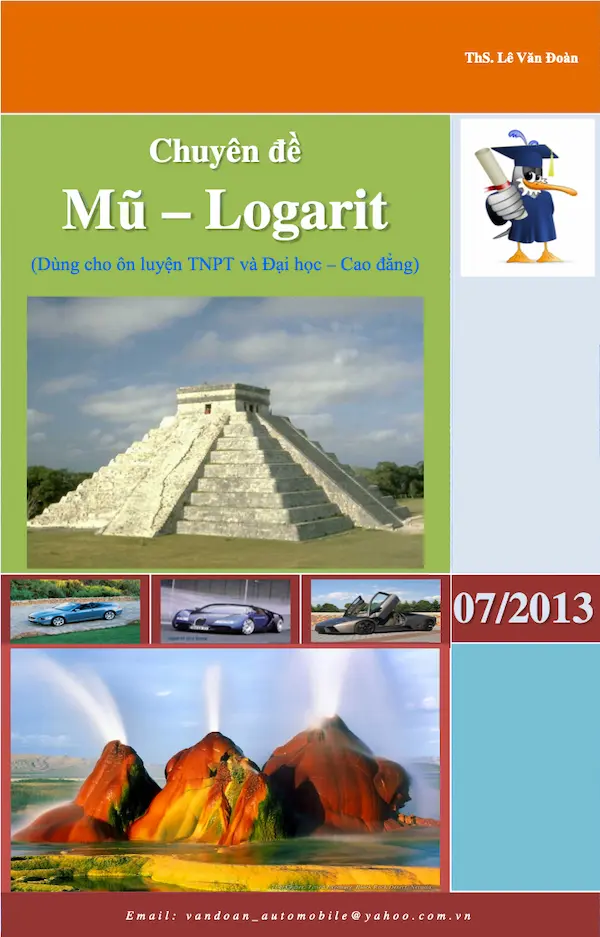 ThS. Lê Văn Đoàn
Chuyên đề
Mũ – Logarit
(Dùng cho ôn luyện TNPT và Đại học – Cao đẳng)
07/2013
Email: vandoan_automobile@yahoo.com.vn